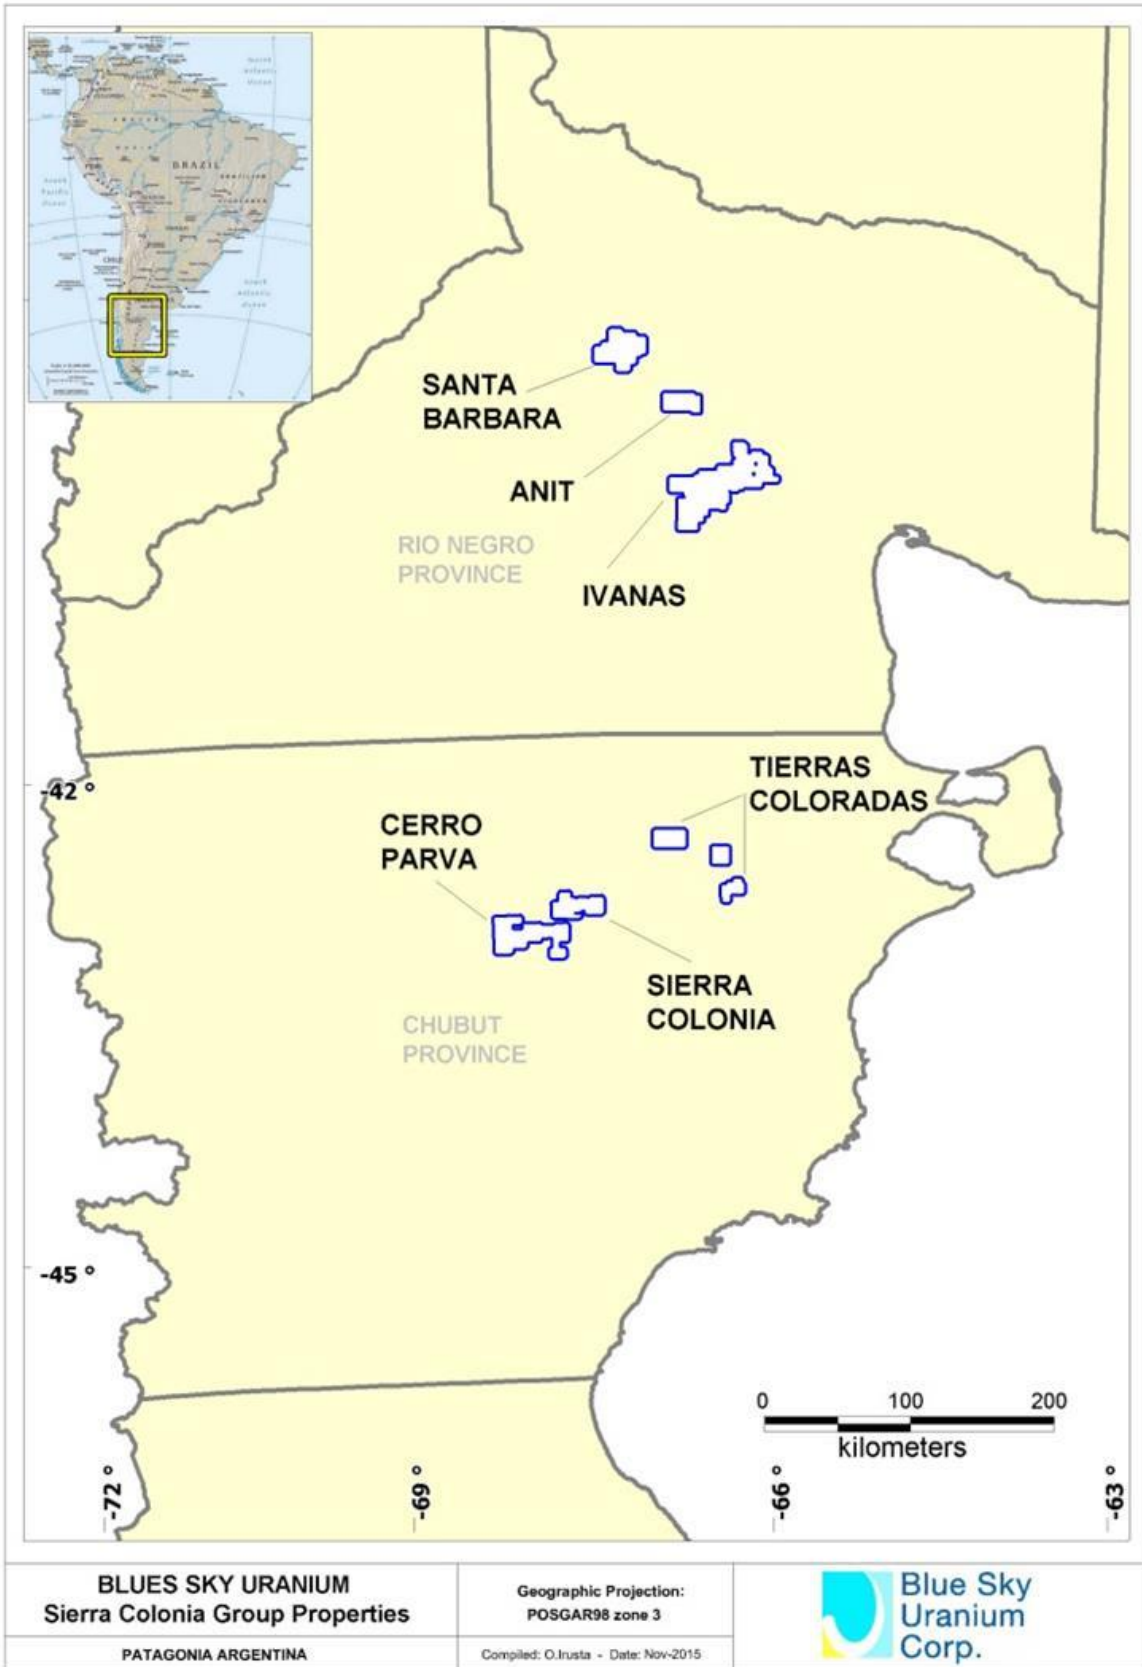 BRAZIL
SANTA
BARBARA
ANIT
RIO NEGRO
PROVINCE
IVANAS
-42 °
TIERRAS
COLORADAS
CERRO
PARVA
SIERRA
COLONIA
CHUBUT
PROVINCE
-45 °
0 100 200
kilometers
-72 °
-69 °
-66 °
-63 °
BLUES SKY URANIUM
Sierra Colonia Group Properties
PATAGONIA ARGENTINA
Geographic Projection:
POSGAR98 zone 3
Compiled: O.Irusta - Date: Nov-2015
Blue Sky
Uranium
Corp.